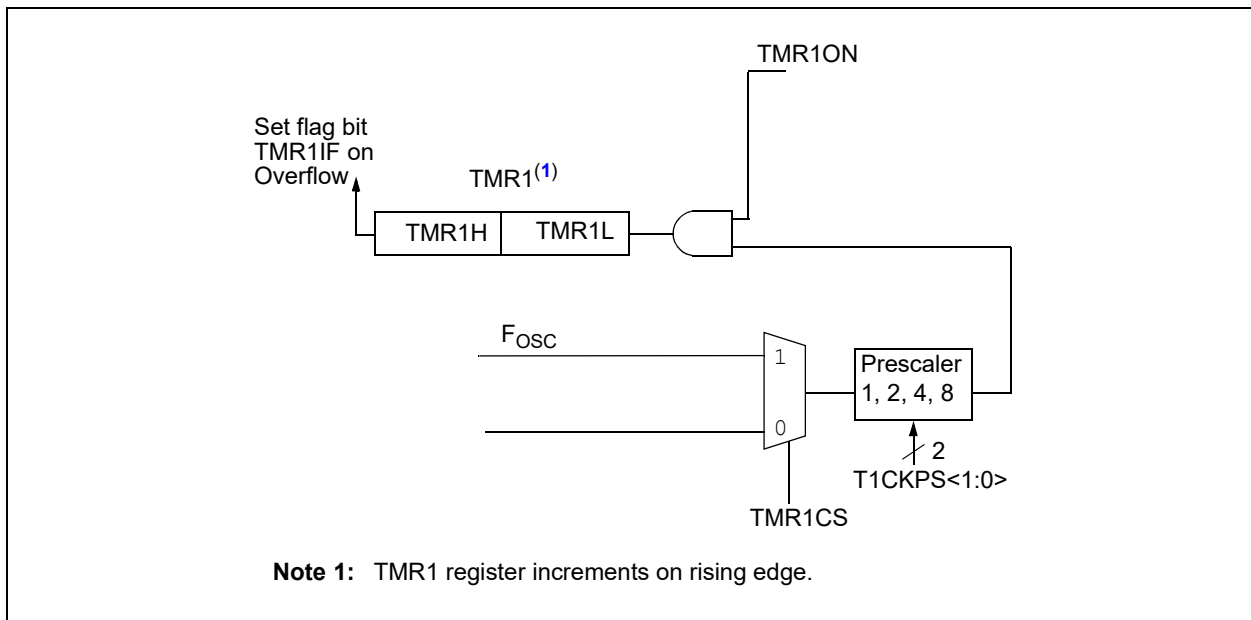 TMR1ON
Set flag bit
TMR1IF on
Overflow
TMR1(1)
TMR1H
TMR1L
FOSC
1
0
Prescaler
1, 2, 4, 8
2
T1CKPS<1:0>
TMR1CS
Note 1: TMR1 register increments on rising edge.